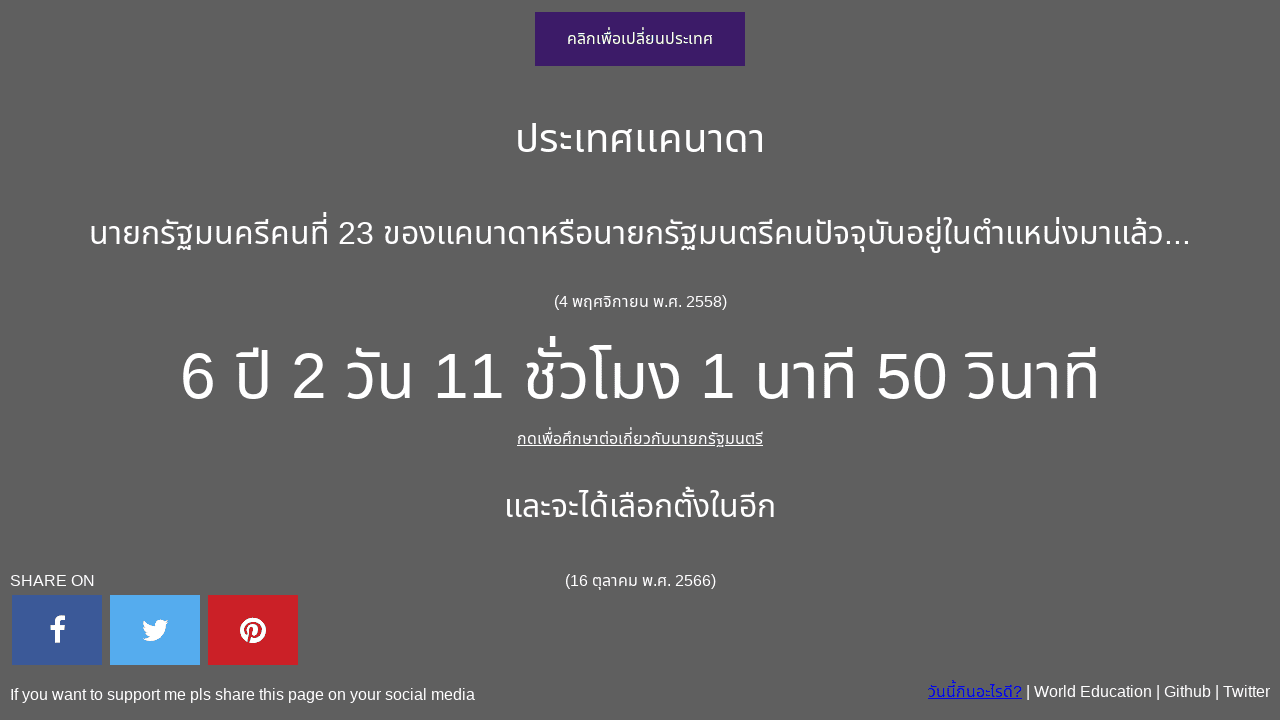 คลิกเพื่อเปลี่ยนประเทศ
ประเทศแคนาดา
นายกรัฐมนครีคนที่ 23 ของแคนาดาหรือนายกรัฐมนตรีคนปัจจุบันอยู่ในตำแหน่งมาแล้ว...
(4 พฤศจิกายน พ.ศ. 2558)
6 ปี 2 วัน 11 ชั่วโมง 1 นาที 50 วินาที
กดเพื่อศึกษาต่อเกี่ยวกับนายกรัฐมนตรี
และจะได้เลือกตั้งในอีก
(16 ตุลาคม พ.ศ. 2566)
SHARE ON
If you want to support me pls share this page on your social media
วันนี้กินอะไรดี? | World Education | Github | Twitter